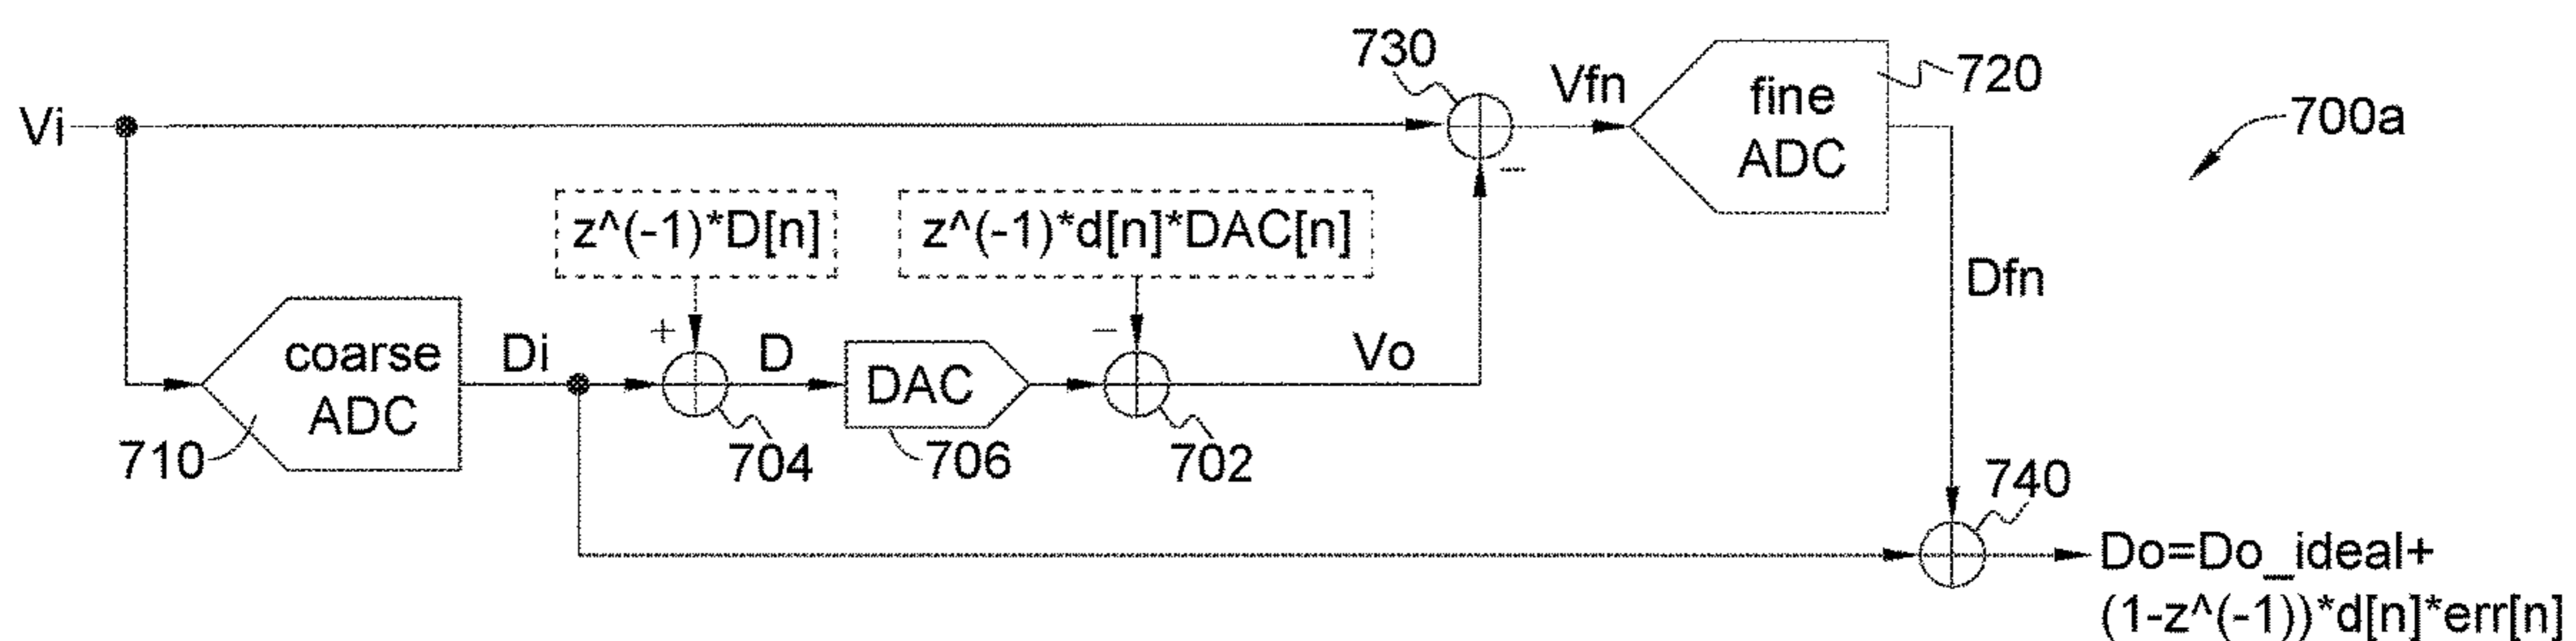 730
Vfn
fine
ADC
720
700a
Vi
z^(-1)*D[n]
z^(-1)*d[n]*DAC[n]
−
Dfn
coarse
ADC
710
Di
+
D
704
DAC
706
−
702
Vo
740
Do=Do_ideal+
(1-z^(-1))*d[n]*err[n]